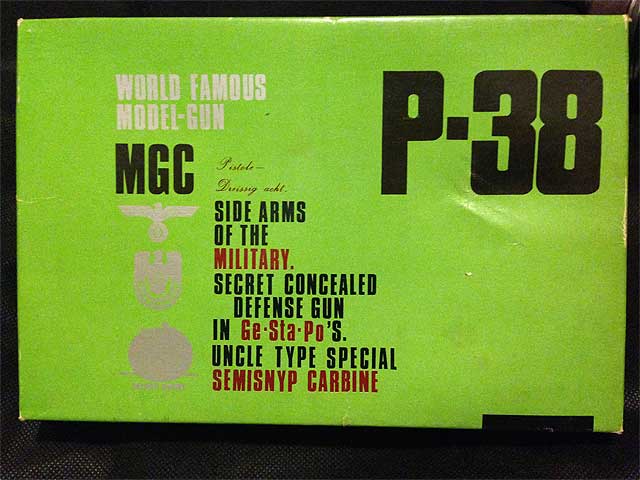 WORLD FAMOUS
MODEL-GUN
P-38
MGC
Pistole—
Dreissig acht.
SIDE ARMS
OF THE
MILITARY.
SECRET CONCEALED
DEFENSE GUN
IN Ge·Sta·Po'S.
UNCLE TYPE SPECIAL
SEMISNYP CARBINE